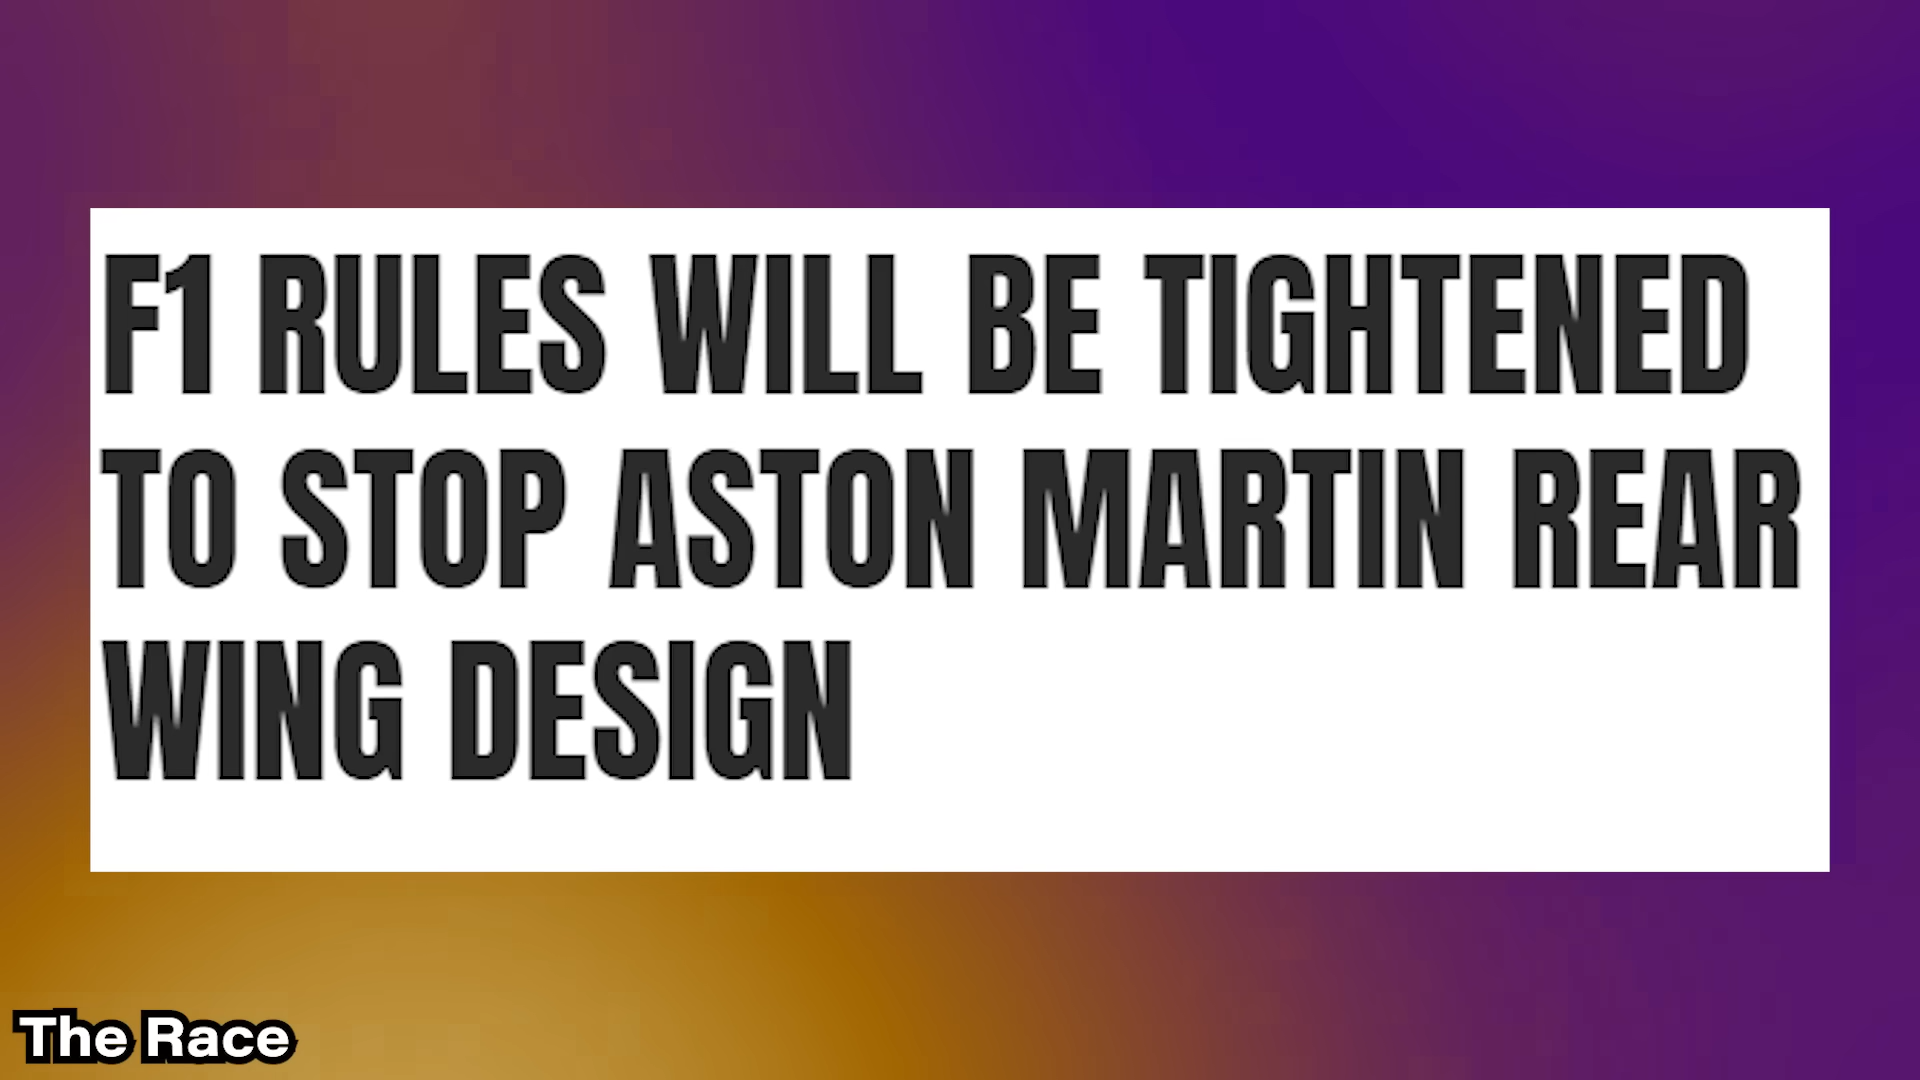 F1 RULES WILL BE TIGHTENED
TO STOP ASTON MARTIN REAR
WING DESIGN
The Race